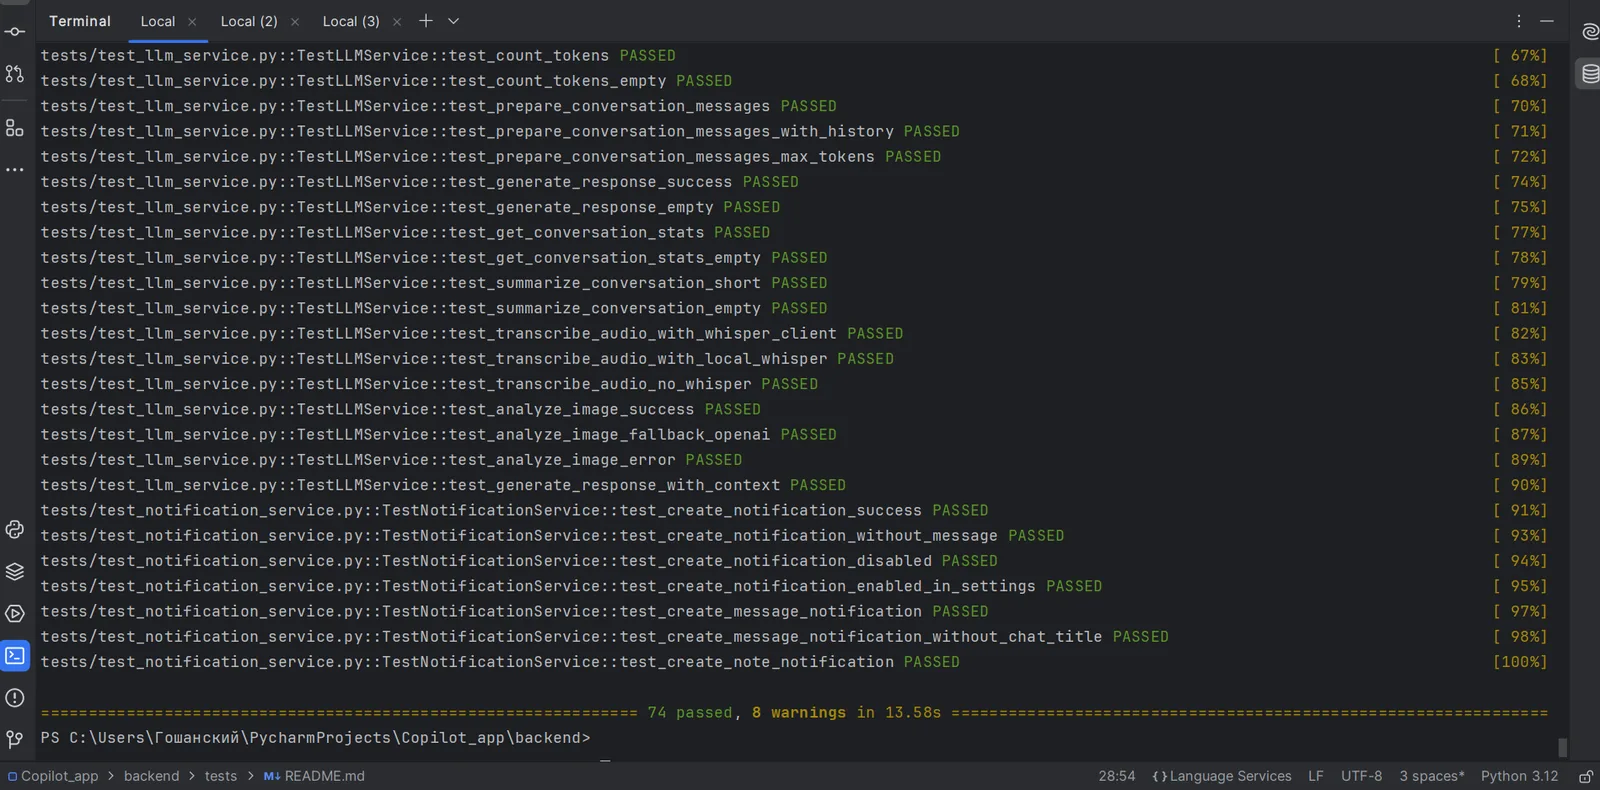 Terminal Local × Local (2) × Local (3) ×
tests/test_llm_service.py::TestLLMService::test_count_tokens PASSED [ 67%]
tests/test_llm_service.py::TestLLMService::test_count_tokens_empty PASSED [ 68%]
tests/test_llm_service.py::TestLLMService::test_prepare_conversation_messages PASSED [ 70%]
tests/test_llm_service.py::TestLLMService::test_prepare_conversation_messages_with_history PASSED [ 71%]
tests/test_llm_service.py::TestLLMService::test_prepare_conversation_messages_max_tokens PASSED [ 72%]
tests/test_llm_service.py::TestLLMService::test_generate_response_success PASSED [ 74%]
tests/test_llm_service.py::TestLLMService::test_generate_response_empty PASSED [ 75%]
tests/test_llm_service.py::TestLLMService::test_get_conversation_stats PASSED [ 77%]
tests/test_llm_service.py::TestLLMService::test_get_conversation_stats_empty PASSED [ 78%]
tests/test_llm_service.py::TestLLMService::test_summarize_conversation_short PASSED [ 79%]
tests/test_llm_service.py::TestLLMService::test_summarize_conversation_empty PASSED [ 81%]
tests/test_llm_service.py::TestLLMService::test_transcribe_audio_with_whisper_client PASSED [ 82%]
tests/test_llm_service.py::TestLLMService::test_transcribe_audio_with_local_whisper PASSED [ 83%]
tests/test_llm_service.py::TestLLMService::test_transcribe_audio_no_whisper PASSED [ 85%]
tests/test_llm_service.py::TestLLMService::test_analyze_image_success PASSED [ 86%]
tests/test_llm_service.py::TestLLMService::test_analyze_image_fallback_openai PASSED [ 87%]
tests/test_llm_service.py::TestLLMService::test_analyze_image_error PASSED [ 89%]
tests/test_llm_service.py::TestLLMService::test_generate_response_with_context PASSED [ 90%]
tests/test_notification_service.py::TestNotificationService::test_create_notification_success PASSED [ 91%]
tests/test_notification_service.py::TestNotificationService::test_create_notification_without_message PASSED [ 93%]
tests/test_notification_service.py::TestNotificationService::test_create_notification_disabled PASSED [ 94%]
tests/test_notification_service.py::TestNotificationService::test_create_notification_enabled_in_settings PASSED [ 95%]
tests/test_notification_service.py::TestNotificationService::test_create_message_notification PASSED [ 97%]
tests/test_notification_service.py::TestNotificationService::test_create_message_notification_without_chat_title PASSED [ 98%]
tests/test_notification_service.py::TestNotificationService::test_create_note_notification PASSED [100%]
=============================================================== 74 passed, 8 warnings in 13.58s ===============================================================
PS C:\Users\Гошанский\PycharmProjects\Copilot_app\backend>
Copilot_app > backend > tests > M↓ README.md 28:54 {} Language Services LF UTF-8 3 spaces* Python 3.12